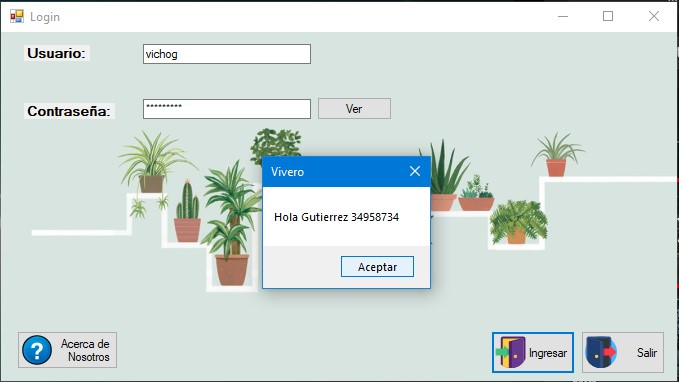 Login
Usuario:
vichog
Contraseña:
*********
Ver
Vivero
Hola Gutierrez 34958734
Aceptar
?
Acerca de
Nosotros
Ingresar
Salir